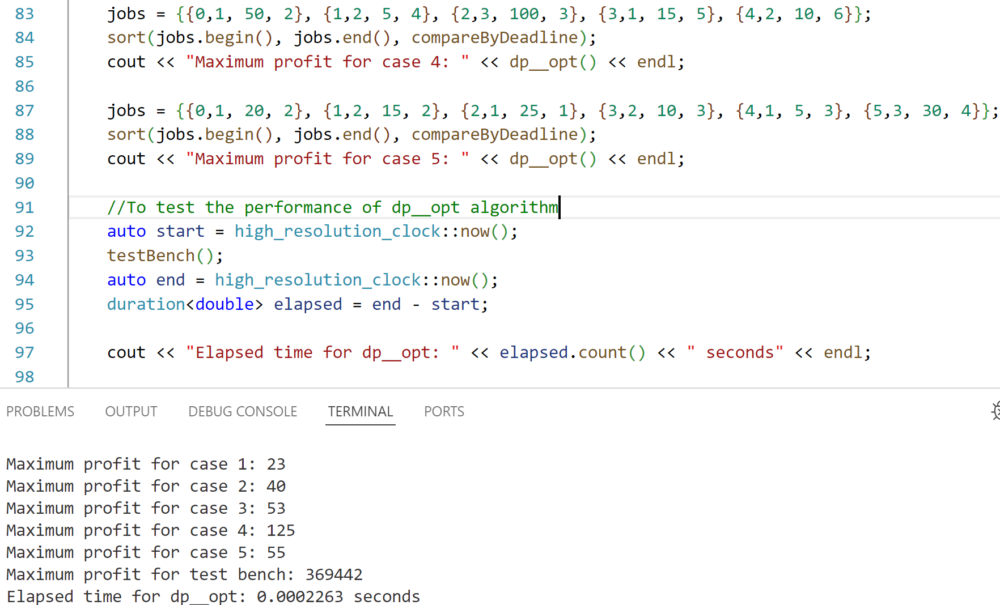 83 jobs = {{0,1, 50, 2}, {1,2, 5, 4}, {2,3, 100, 3}, {3,1, 15, 5}, {4,2, 10, 6}};
84 sort(jobs.begin(), jobs.end(), compareByDeadline);
85 cout << "Maximum profit for case 4: " << dp__opt() << endl;
86
87 jobs = {{0,1, 20, 2}, {1,2, 15, 2}, {2,1, 25, 1}, {3,2, 10, 3}, {4,1, 5, 3}, {5,3, 30, 4}};
88 sort(jobs.begin(), jobs.end(), compareByDeadline);
89 cout << "Maximum profit for case 5: " << dp__opt() << endl;
90
91 //To test the performance of dp__opt algorithm
92 auto start = high_resolution_clock::now();
93 testBench();
94 auto end = high_resolution_clock::now();
95 duration<double> elapsed = end - start;
96
97 cout << "Elapsed time for dp__opt: " << elapsed.count() << " seconds" << endl;
98
PROBLEMS OUTPUT DEBUG CONSOLE TERMINAL PORTS
Maximum profit for case 1: 23
Maximum profit for case 2: 40
Maximum profit for case 3: 53
Maximum profit for case 4: 125
Maximum profit for case 5: 55
Maximum profit for test bench: 369442
Elapsed time for dp__opt: 0.0002263 seconds